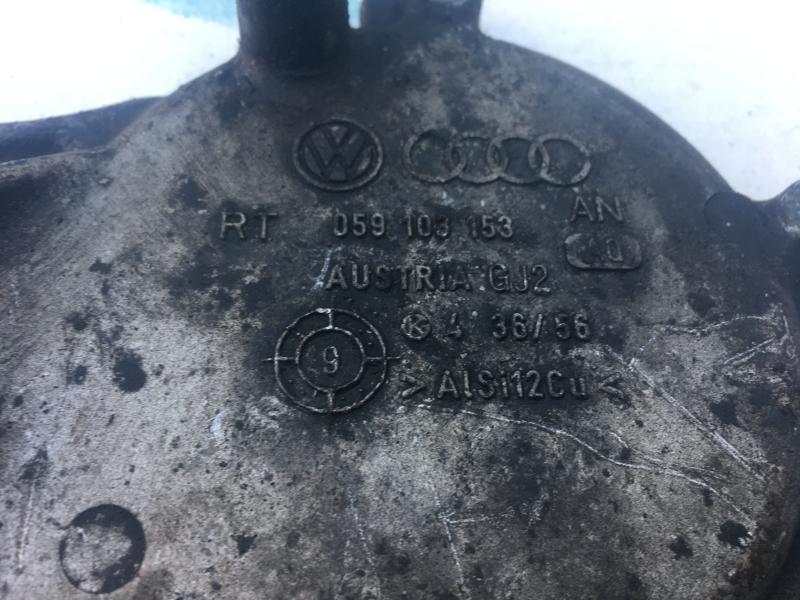 RT 059 103 153 AN
AUSTRIA GJ2
K 4 36/56
9
>AlSi12Cu<